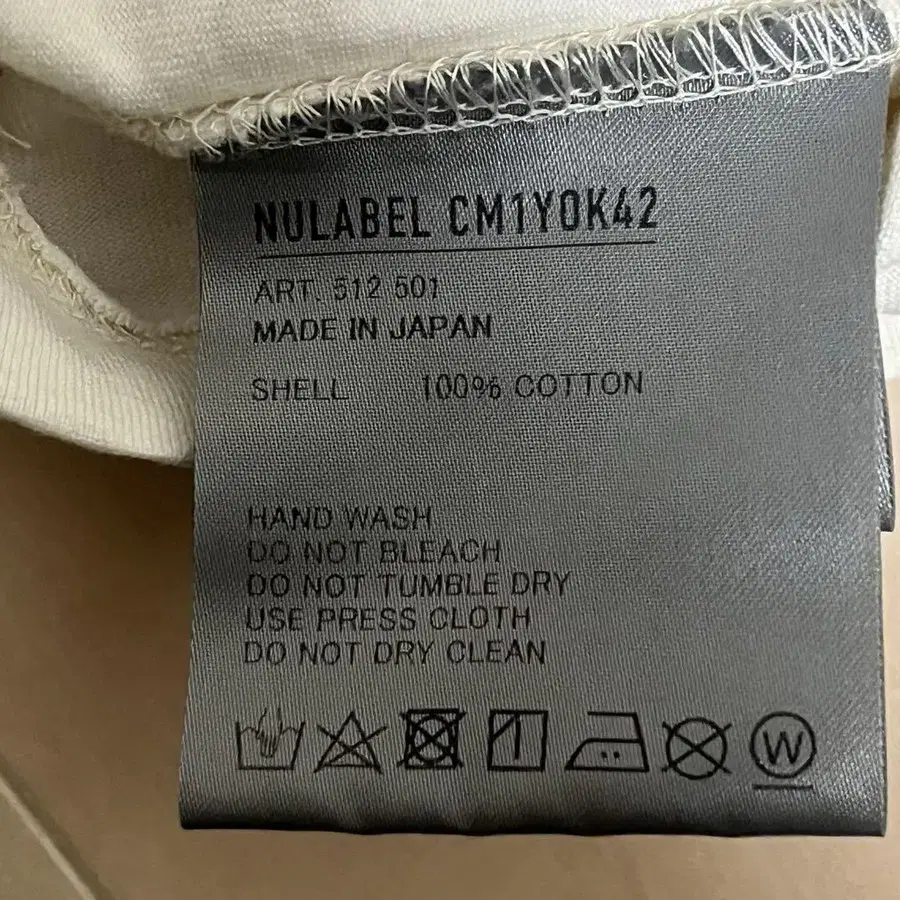 NULABEL CM1YOK42
ART. 512 501
MADE IN JAPAN
SHELL 100% COTTON
HAND WASH
DO NOT BLEACH
DO NOT TUMBLE DRY
USE PRESS CLOTH
DO NOT DRY CLEAN
W